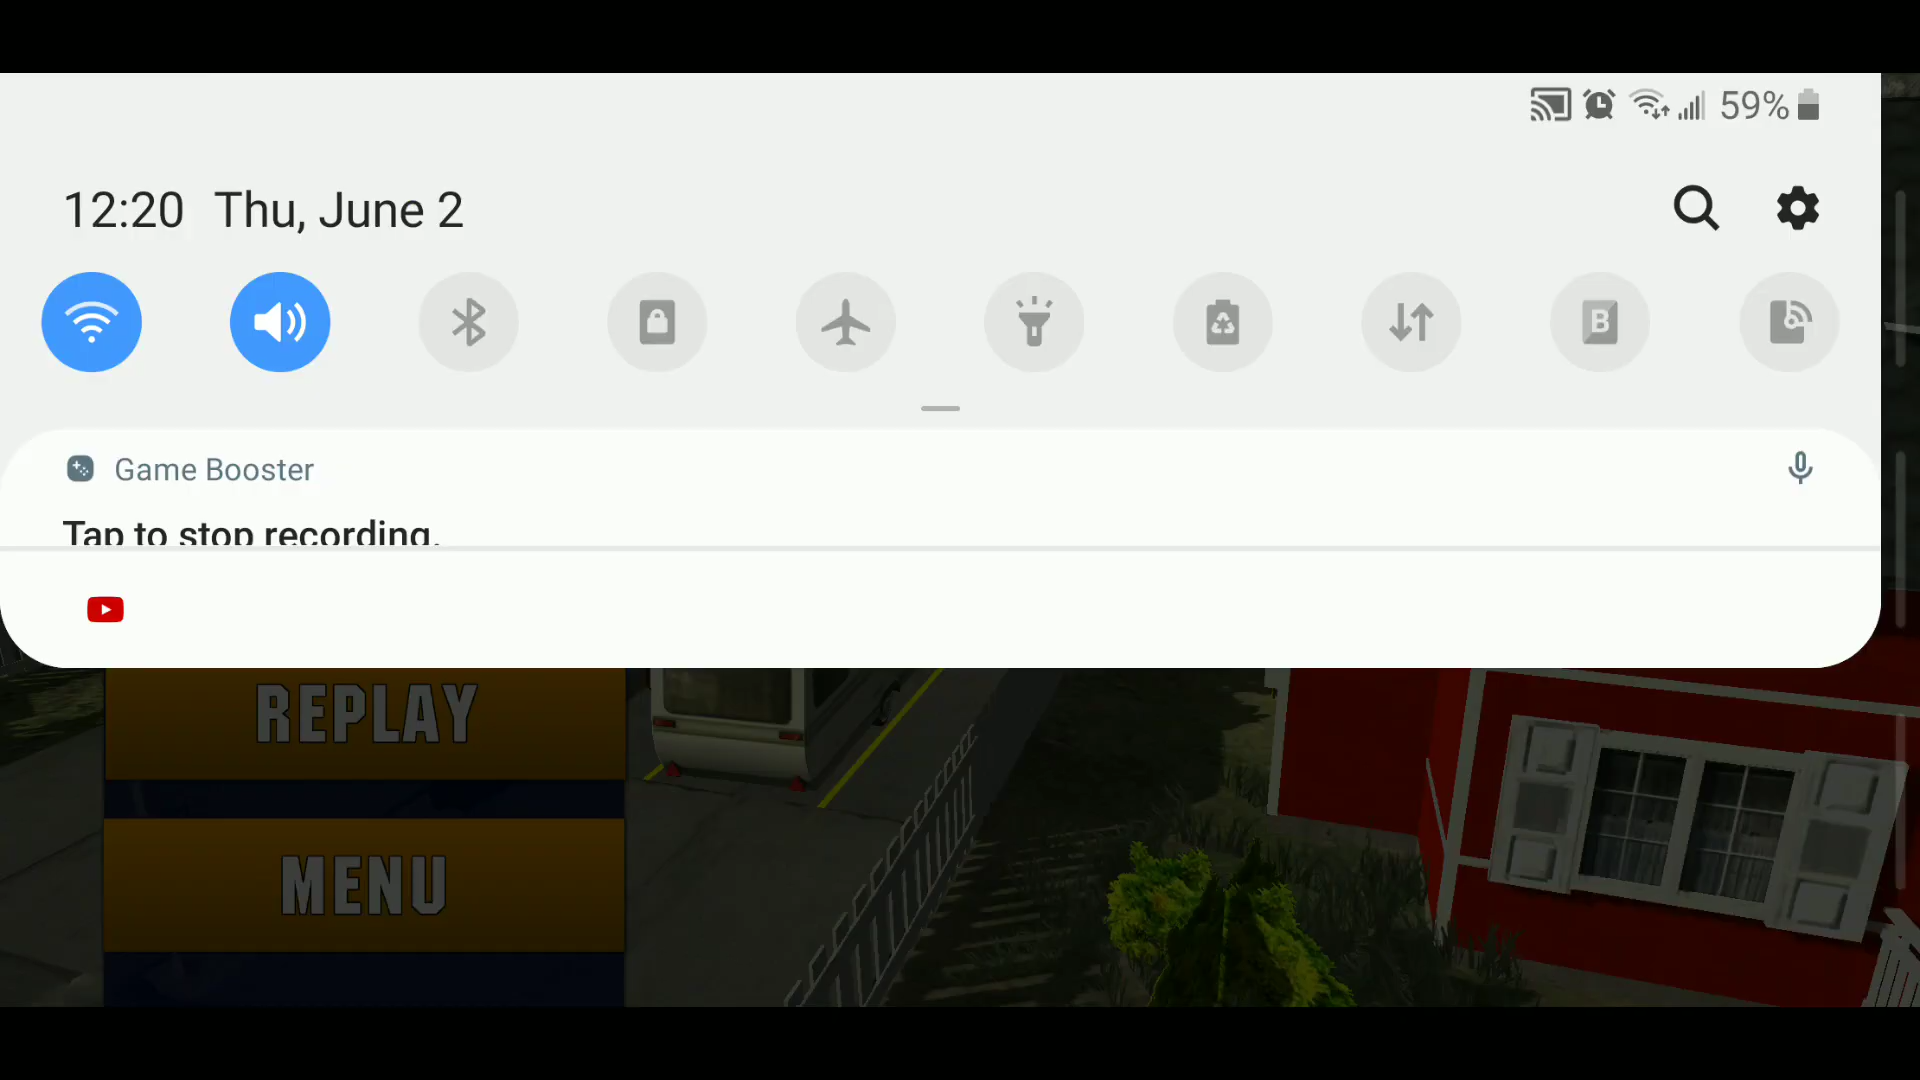 59%
12:20 Thu, June 2
B
Game Booster
Tap to stop recording.
REPLAY
MENU